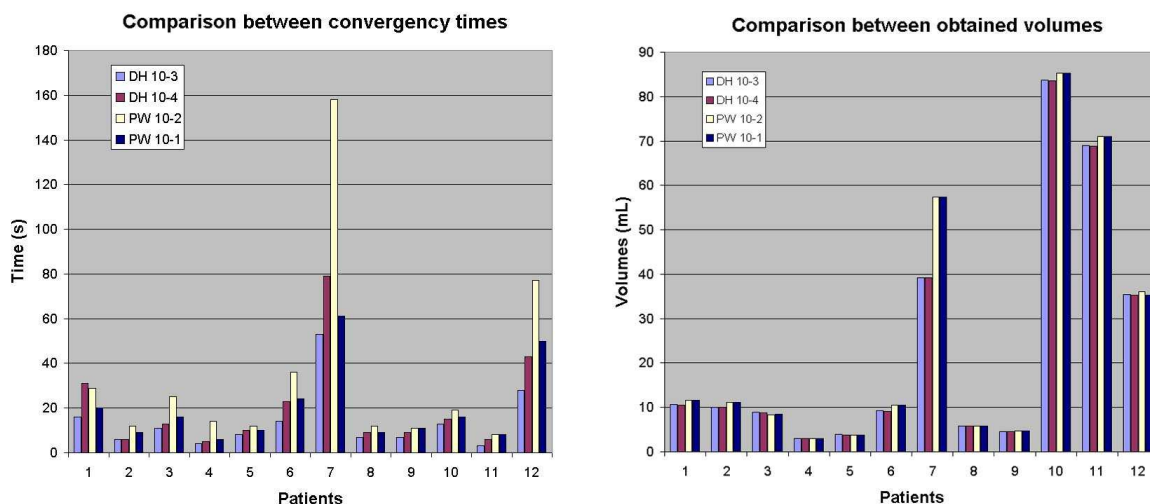 Comparison between convergency times
180
160
140
120
100
80
60
40
20
0
Time (s)
DH 10-3
DH 10-4
PW 10-2
PW 10-1
1 2 3 4 5 6 7 8 9 10 11 12
Patients
Comparison between obtained volumes
90
80
70
60
50
40
30
20
10
0
Volumes (mL)
DH 10-3
DH 10-4
PW 10-2
PW 10-1
1 2 3 4 5 6 7 8 9 10 11 12
Patients